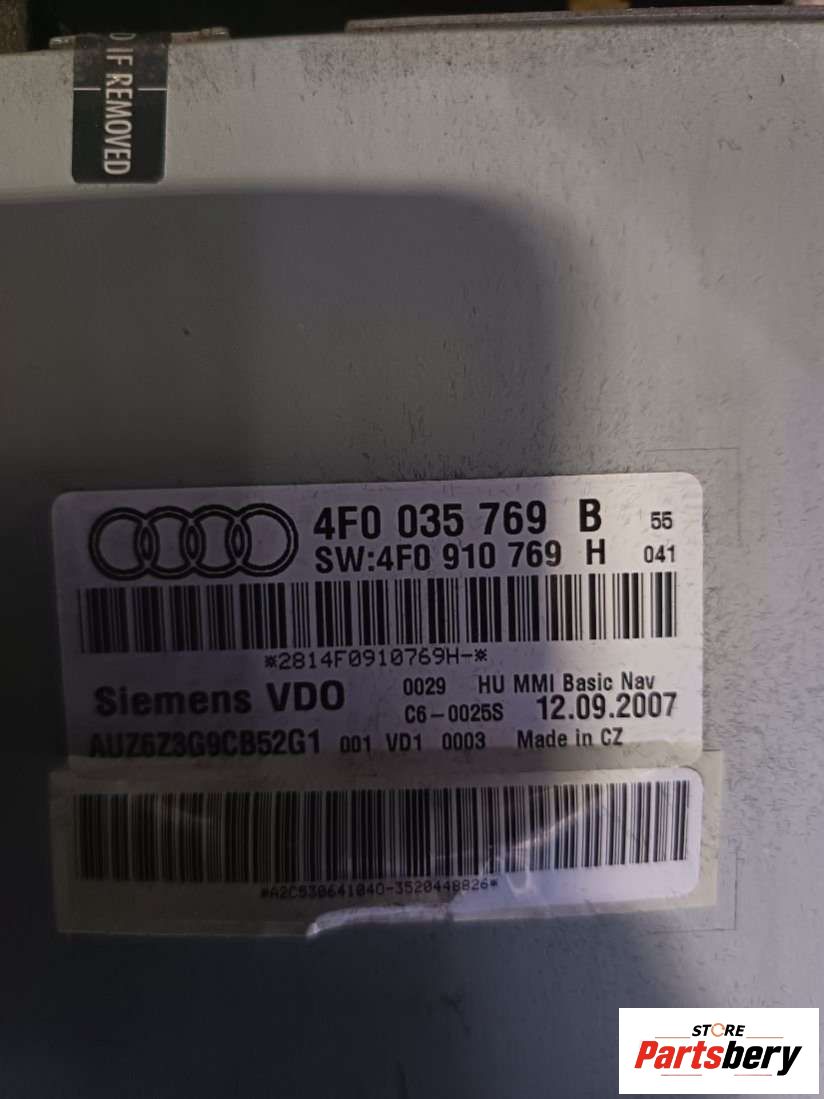 D IF REMOVED
4F0 035 769 B 55
SW:4F0 910 769 H 041
*2814F0910769H-*
Siemens VDO 0029 HU MMI Basic Nav
C6-0025S 12.09.2007
AUZ6Z3G9CB52G1 001 VD1 0003 Made in CZ
*A2C530641040-3520448826*
STORE
Partsbery